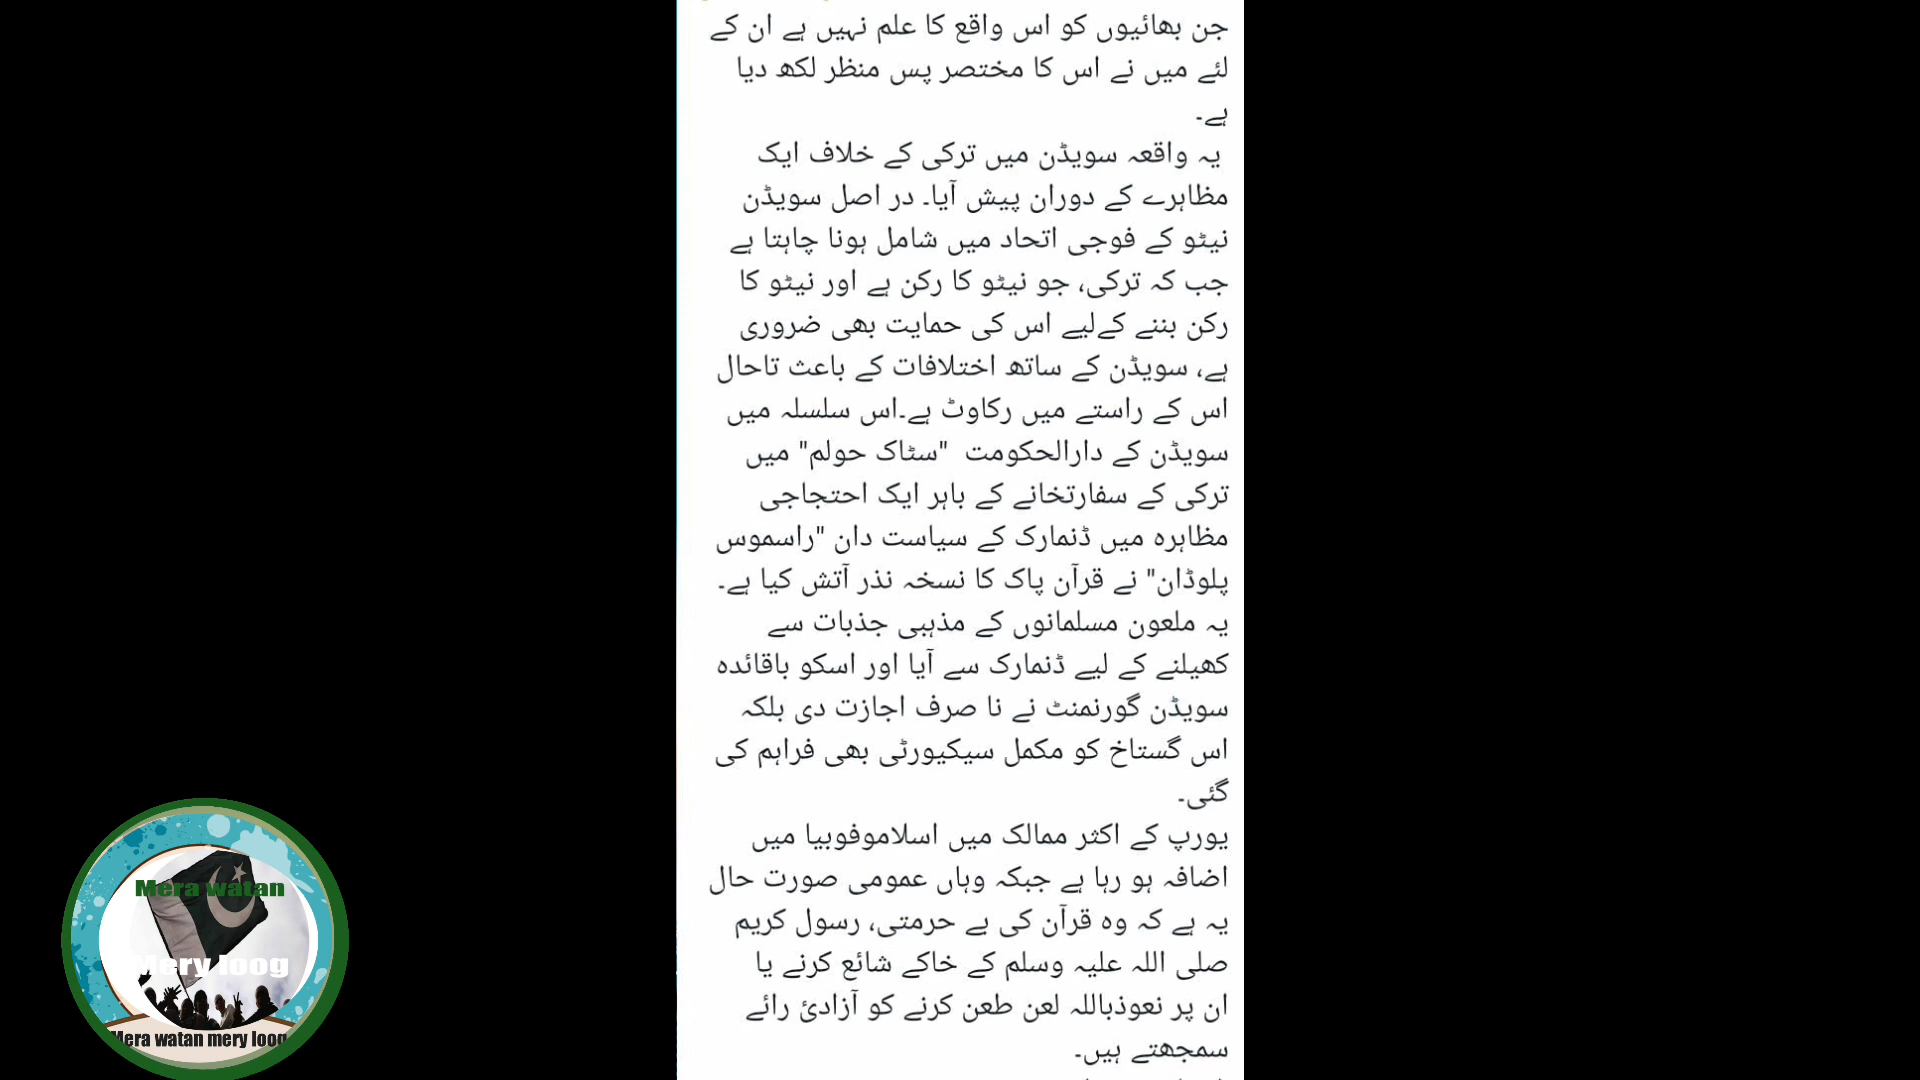 جن بھائیوں کو اس واقع کا علم نہیں ہے ان کے
لئے میں نے اس کا مختصر پس منظر لکھ دیا
ہے۔
یہ واقعہ سویڈن میں ترکی کے خلاف ایک
مظاہرے کے دوران پیش آیا۔ در اصل سویڈن
نیٹو کے فوجی اتحاد میں شامل ہونا چاہتا ہے
جب کہ ترکی، جو نیٹو کا رکن ہے اور نیٹو کا
رکن بننے کےلیے اس کی حمایت بھی ضروری
ہے، سویڈن کے ساتھ اختلافات کے باعث تاحال
اس کے راستے میں رکاوٹ ہے۔اس سلسلہ میں
سویڈن کے دارالحکومت "سٹاک حولم" میں
ترکی کے سفارتخانے کے باہر ایک احتجاجی
مظاہرہ میں ڈنمارک کے سیاست دان "راسموس
پلوڈان" نے قرآن پاک کا نسخہ نذر آتش کیا ہے۔
یہ ملعون مسلمانوں کے مذہبی جذبات سے
کھیلنے کے لیے ڈنمارک سے آیا اور اسکو باقائدہ
سویڈن گورنمنٹ نے نا صرف اجازت دی بلکہ
اس گستاخ کو مکمل سیکیورٹی بھی فراہم کی
گئی۔
یورپ کے اکثر ممالک میں اسلاموفوبیا میں
اضافہ ہو رہا ہے جبکہ وہاں عمومی صورت حال
یہ ہے کہ وہ قرآن کی بے حرمتی، رسول کریم
صلی اللہ علیہ وسلم کے خاکے شائع کرنے یا
ان پر نعوذباللہ لعن طعن کرنے کو آزادئ رائے
سمجھتے ہیں۔
Mera watan
Mery loog
Mera watan mery loog